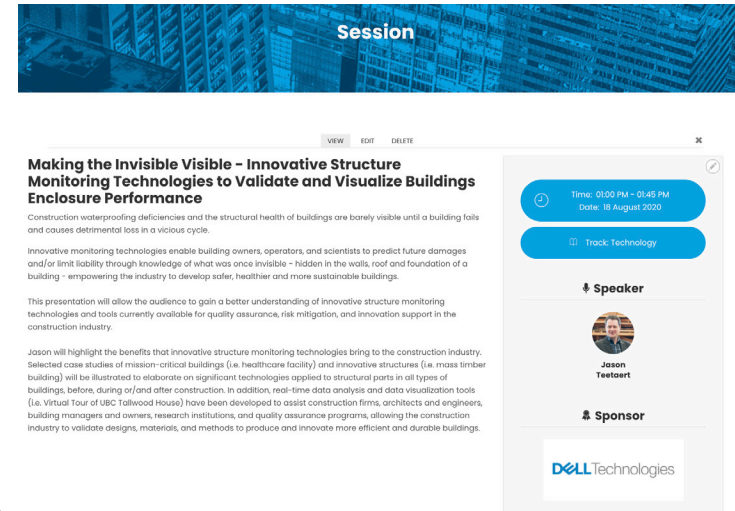 Session
VIEW EDIT DELETE
Making the Invisible Visible - Innovative Structure
Monitoring Technologies to Validate and Visualize Buildings
Enclosure Performance
Construction waterproofing deficiencies and the structural health of buildings are barely visible until a building fails
and causes detrimental loss in a vicious cycle.
Innovative monitoring technologies enable building owners, operators, and scientists to predict future damages
and/or limit liability through knowledge of what was once invisible - hidden in the walls, roof and foundation of a
building - empowering the industry to develop safer, healthier and more sustainable buildings.
This presentation will allow the audience to gain a better understanding of innovative structure monitoring
technologies and tools currently available for quality assurance, risk mitigation, and innovation support in the
construction industry.
Jason will highlight the benefits that innovative structure monitoring technologies bring to the construction industry.
Selected case studies of mission-critical buildings (i.e. healthcare facility) and innovative structures (i.e. mass timber
building) will be illustrated to elaborate on significant technologies applied to structural parts in all types of
buildings, before, during or/and after construction. In addition, real-time data analysis and data visualization tools
(i.e. Virtual Tour of UBC Tallwood House) have been developed to assist construction firms, architects and engineers,
building managers and owners, research institutions, and quality assurance programs, allowing the construction
industry to validate designs, materials, and methods to produce and innovate more efficient and durable buildings.
Time: 01:00 PM - 01:45 PM
Date: 18 August 2020
Track: Technology
Speaker
Jason
Teetaert
Sponsor
DELLTechnologies